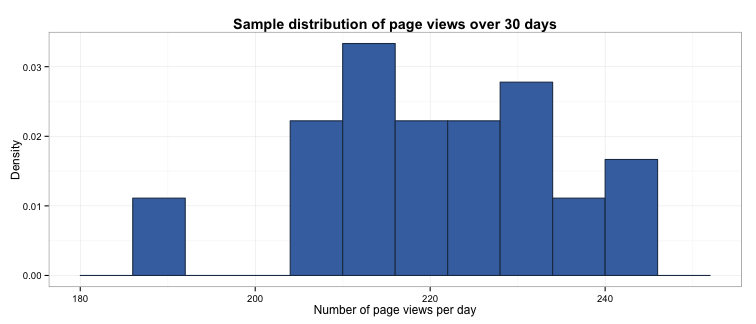 Sample distribution of page views over 30 days
Density
0.03
0.02
0.01
0.00
180 200 220 240
Number of page views per day